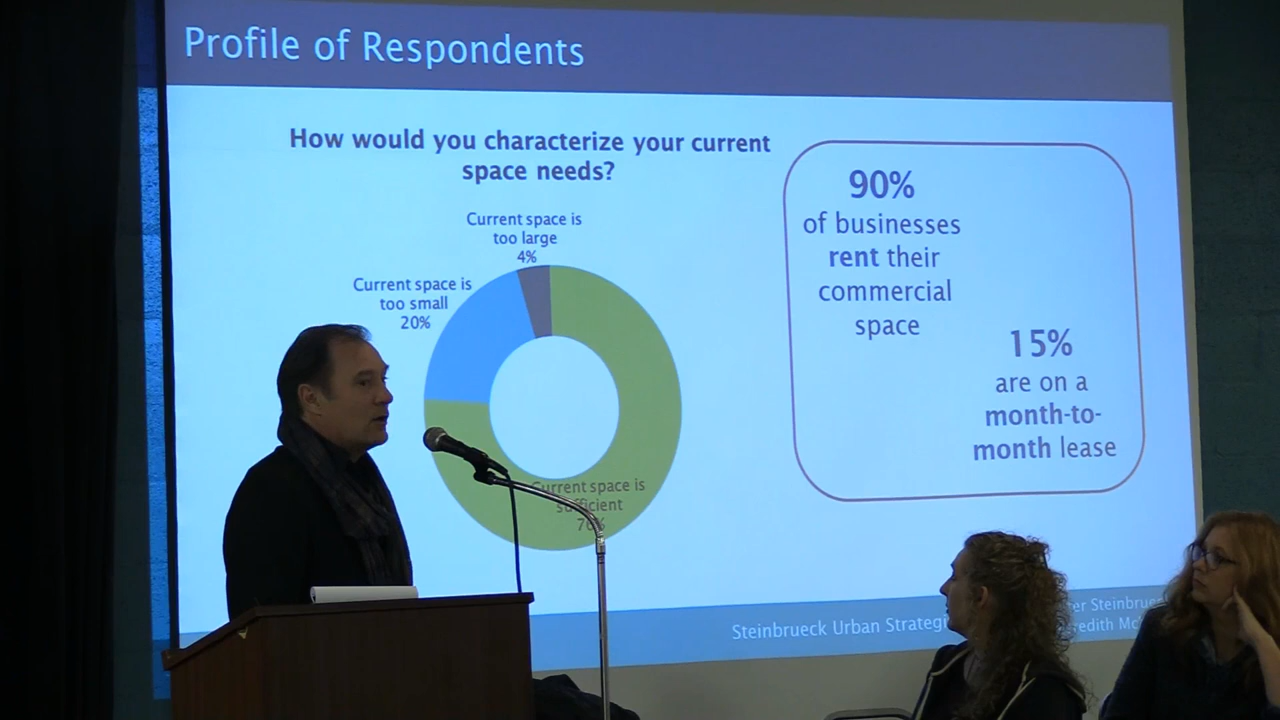 Profile of Respondents
How would you characterize your current
space needs?
Current space is
too large
4%
Current space is
too small
20%
Current space is
sufficient
90%
of businesses
rent their
commercial
space
15%
are on a
month-to-
month lease
Steinbrueck Urban